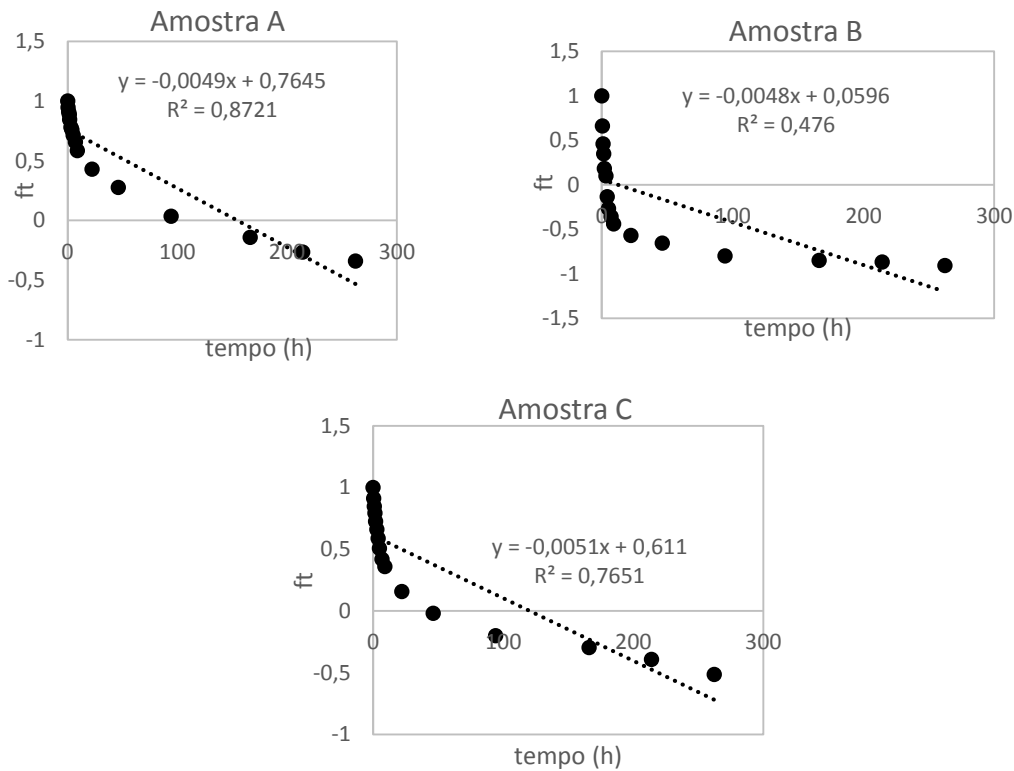 Amostra A
1,5
1
0,5
0
-0,5
-1
ft
y = -0,0049x + 0,7645
R² = 0,8721
0
100
200
300
tempo (h)
Amostra B
1,5
1
0,5
0
-0,5
-1
-1,5
ft
y = -0,0048x + 0,0596
R² = 0,476
0
100
200
300
tempo (h)
Amostra C
1,5
1
0,5
0
-0,5
-1
ft
y = -0,0051x + 0,611
R² = 0,7651
0
100
200
300
tempo (h)